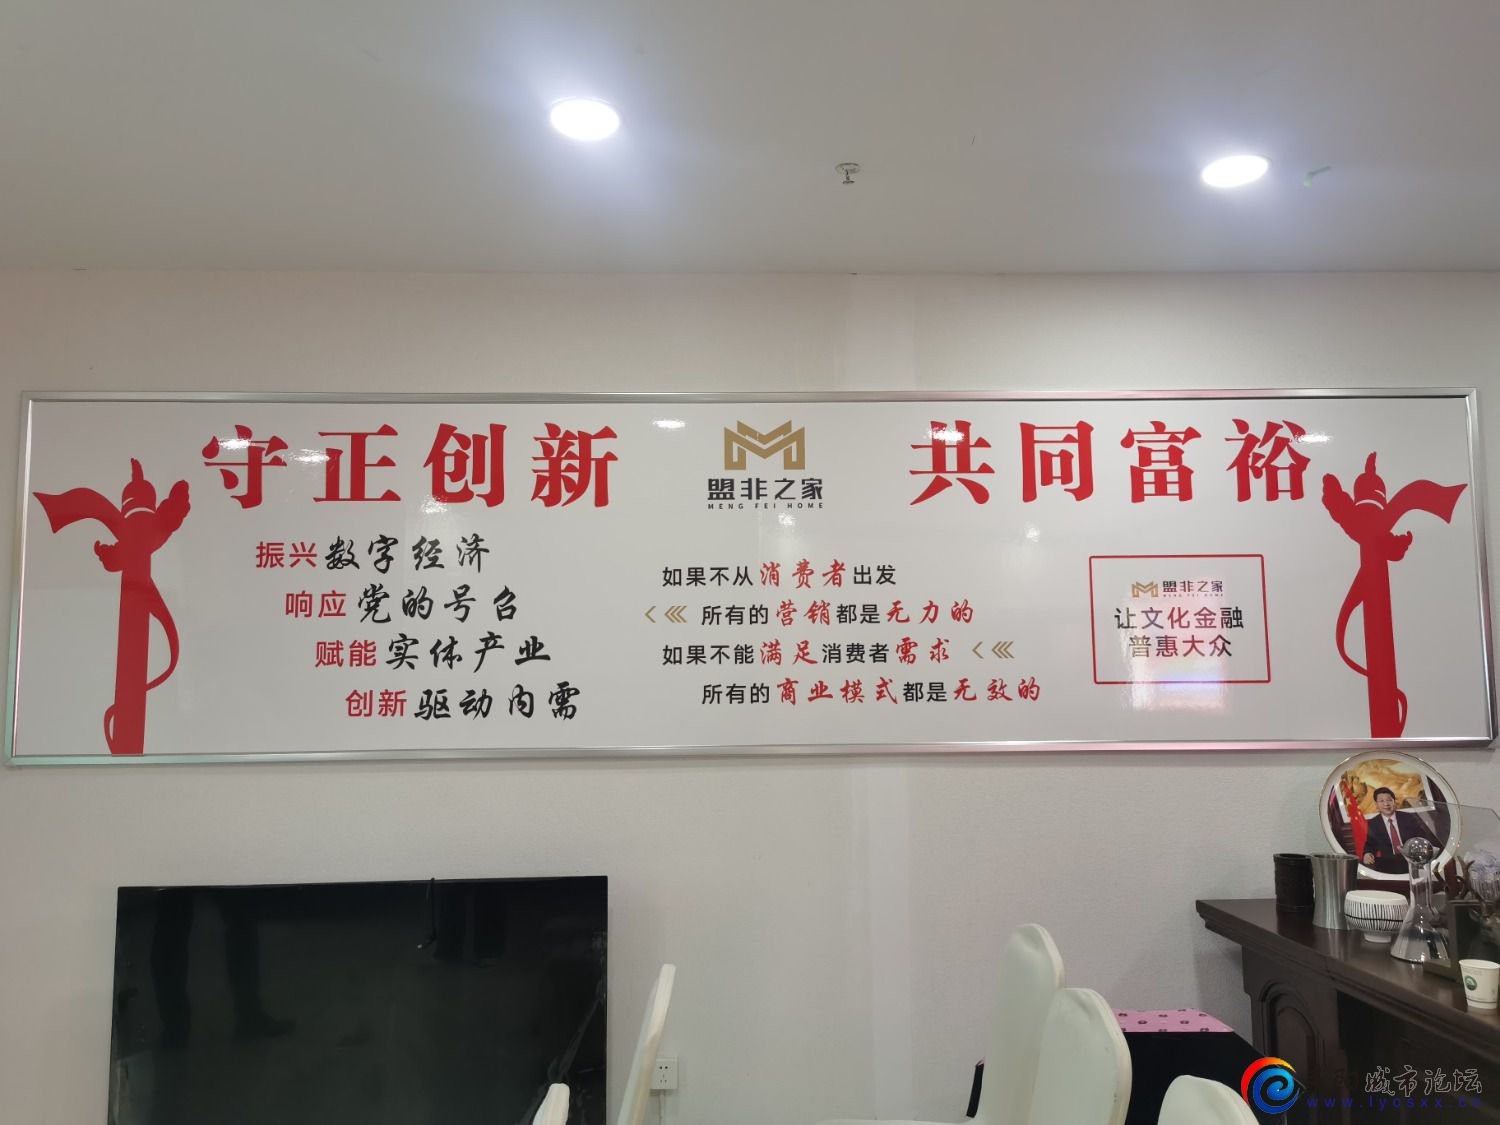 守正创新
盟非之家
MENG FEI HOME
共同富裕
振兴数字经济
响应党的号召
赋能实体产业
创新驱动内需
如果不从消费者出发
所有的营销都是无力的
如果不能满足消费者需求
所有的商业模式都是无效的
盟非之家
MENG FEI HOME
让文化金融
普惠大众
城市论坛
www.lycsxx.c